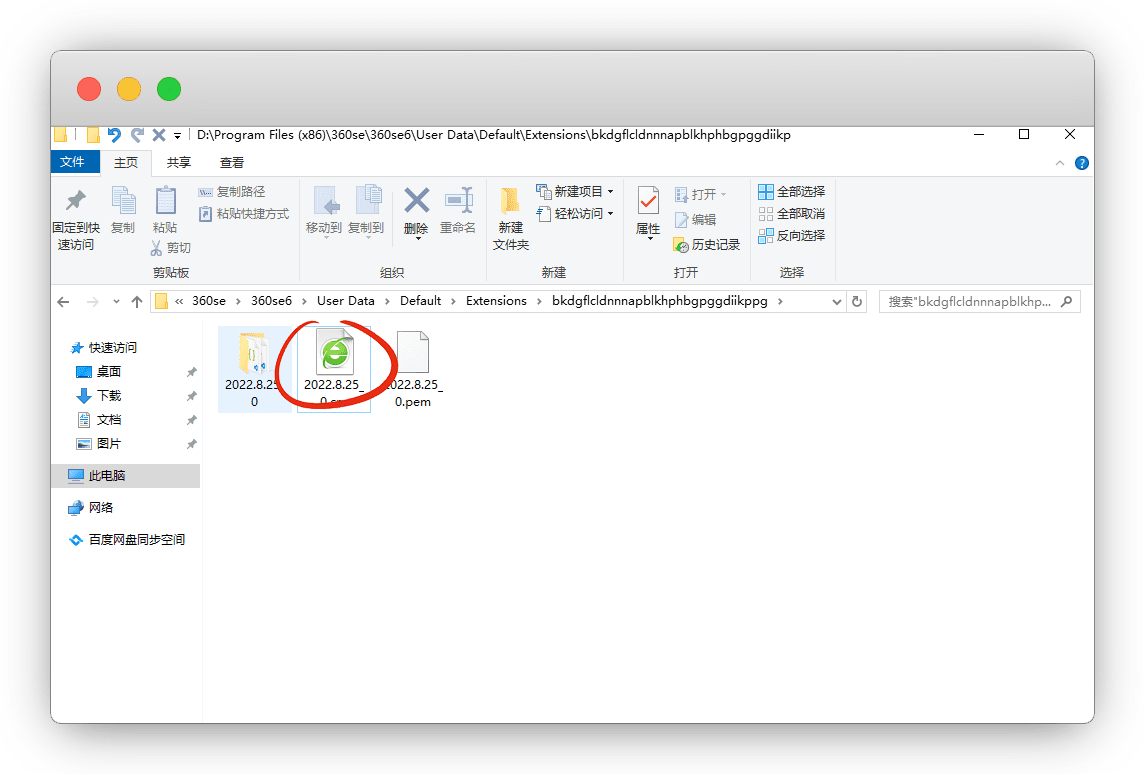 D:\Program Files (x86)\360se\360se6\User Data\Default\Extensions\bkdgflcldnnnapblkhphbgpggdiikp
文件 主页 共享 查看
固定到快速访问
复制
粘贴
复制路径
粘贴快捷方式
剪切
剪贴板
移动到
复制到
删除
重命名
组织
新建
文件夹
新建项目
轻松访问
新建
属性
打开
编辑
历史记录
打开
全部选择
全部取消
反向选择
选择
« 360se › 360se6 › User Data › Default › Extensions › bkdgflcldnnnapblkhphbgpggdiikppg ›
搜索"bkdgflcldnnnapblkhp...
快速访问
桌面
下载
文档
图片
此电脑
网络
百度网盘同步空间
2022.8.25
0
2022.8.25_
2022.8.25_
0.pem